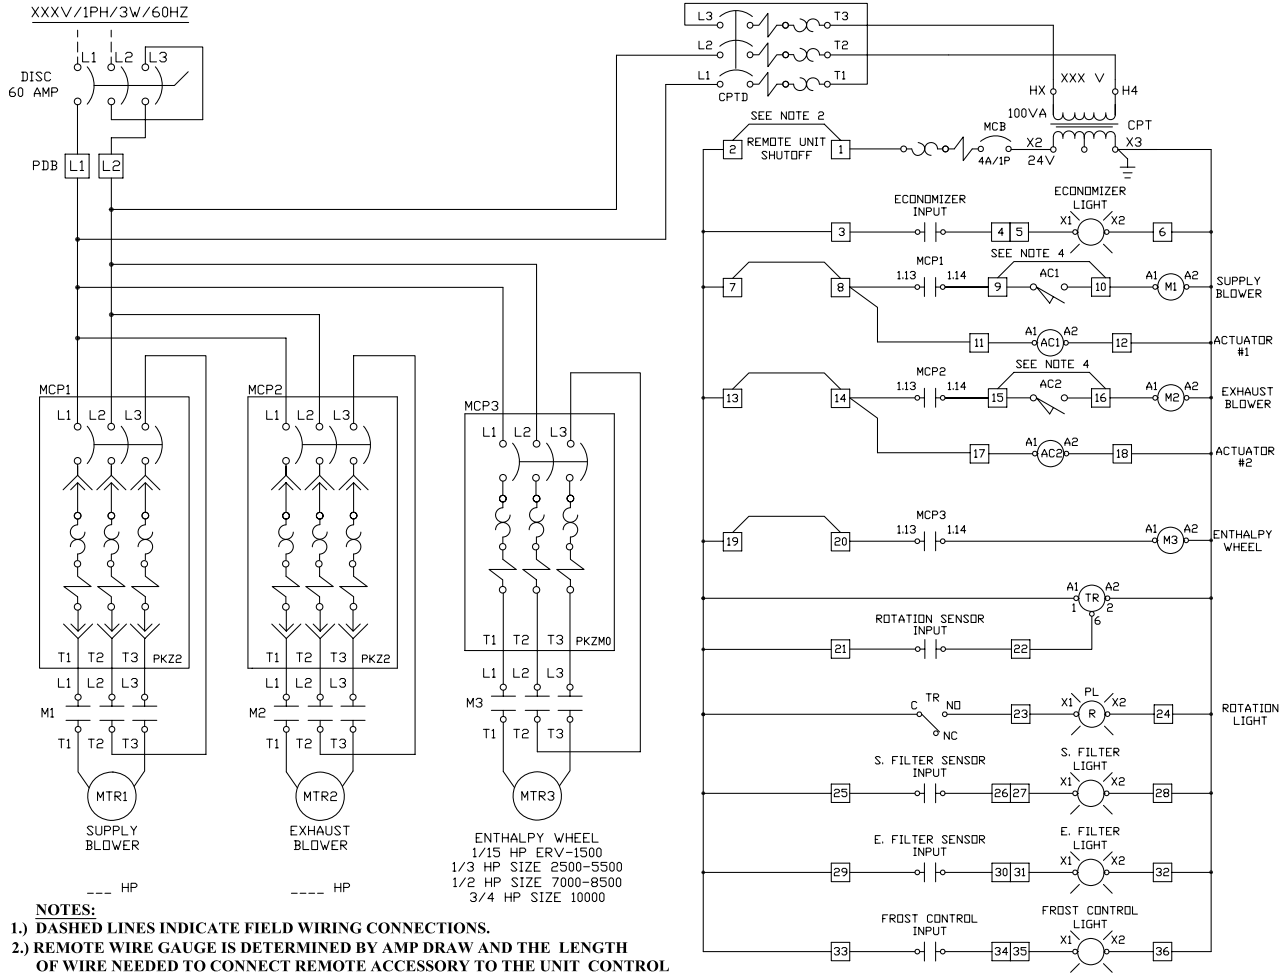 XXXV/1PH/3W/60HZ
L1 L2 L3
DISC
60 AMP
PDB L1 L2
L3 T3
L2 T2
L1 T1
CPTD
XXX V
HX H4
100VA
CPT
SEE NOTE 2
MCB
X2 X3
2 REMOTE UNIT 1
SHUTOFF
4A/1P 24V
ECONOMIZER
INPUT
ECONOMIZER
LIGHT
X1 X2
3 4 5 6
SEE NOTE 4
MCP1
1.13 1.14 AC1 A1 A2
7 8 9 10 M1
SUPPLY
BLOWER
A1 A2
11 AC1 12
ACTUATOR
#1
SEE NOTE 4
MCP2
1.13 1.14 AC2 A1 A2
13 14 15 16 M2
EXHAUST
BLOWER
A1 A2
17 AC2 18
ACTUATOR
#2
MCP3
1.13 1.14 A1 A2
19 20 M3
ENTHALPY
WHEEL
A1 A2
TR
1 2
6
ROTATION SENSOR
INPUT
21 22
TR PL
C NO X1 X2
23 R 24
NC
ROTATION
LIGHT
S. FILTER SENSOR
INPUT
S. FILTER
LIGHT
X1 X2
25 26 27 28
E. FILTER SENSOR
INPUT
E. FILTER
LIGHT
X1 X2
29 30 31 32
FROST CONTROL
INPUT
FROST CONTROL
LIGHT
X1 X2
33 34 35 36
MCP1
L1 L2 L3
T1 T2 T3 PKZ2
L1 L2 L3
M1
T1 T2 T3
MTR1
SUPPLY
BLOWER
___ HP
MCP2
L1 L2 L3
T1 T2 T3 PKZ2
L1 L2 L3
M2
T1 T2 T3
MTR2
EXHAUST
BLOWER
____ HP
MCP3
L1 L2 L3
T1 T2 T3 PKZM0
L1 L2 L3
M3
T1 T2 T3
MTR3
ENTHALPY WHEEL
1/15 HP ERV-1500
1/3 HP SIZE 2500-5500
1/2 HP SIZE 7000-8500
3/4 HP SIZE 10000
NOTES:
1.) DASHED LINES INDICATE FIELD WIRING CONNECTIONS.
2.) REMOTE WIRE GAUGE IS DETERMINED BY AMP DRAW AND THE LENGTH
OF WIRE NEEDED TO CONNECT REMOTE ACCESSORY TO THE UNIT CONTROL